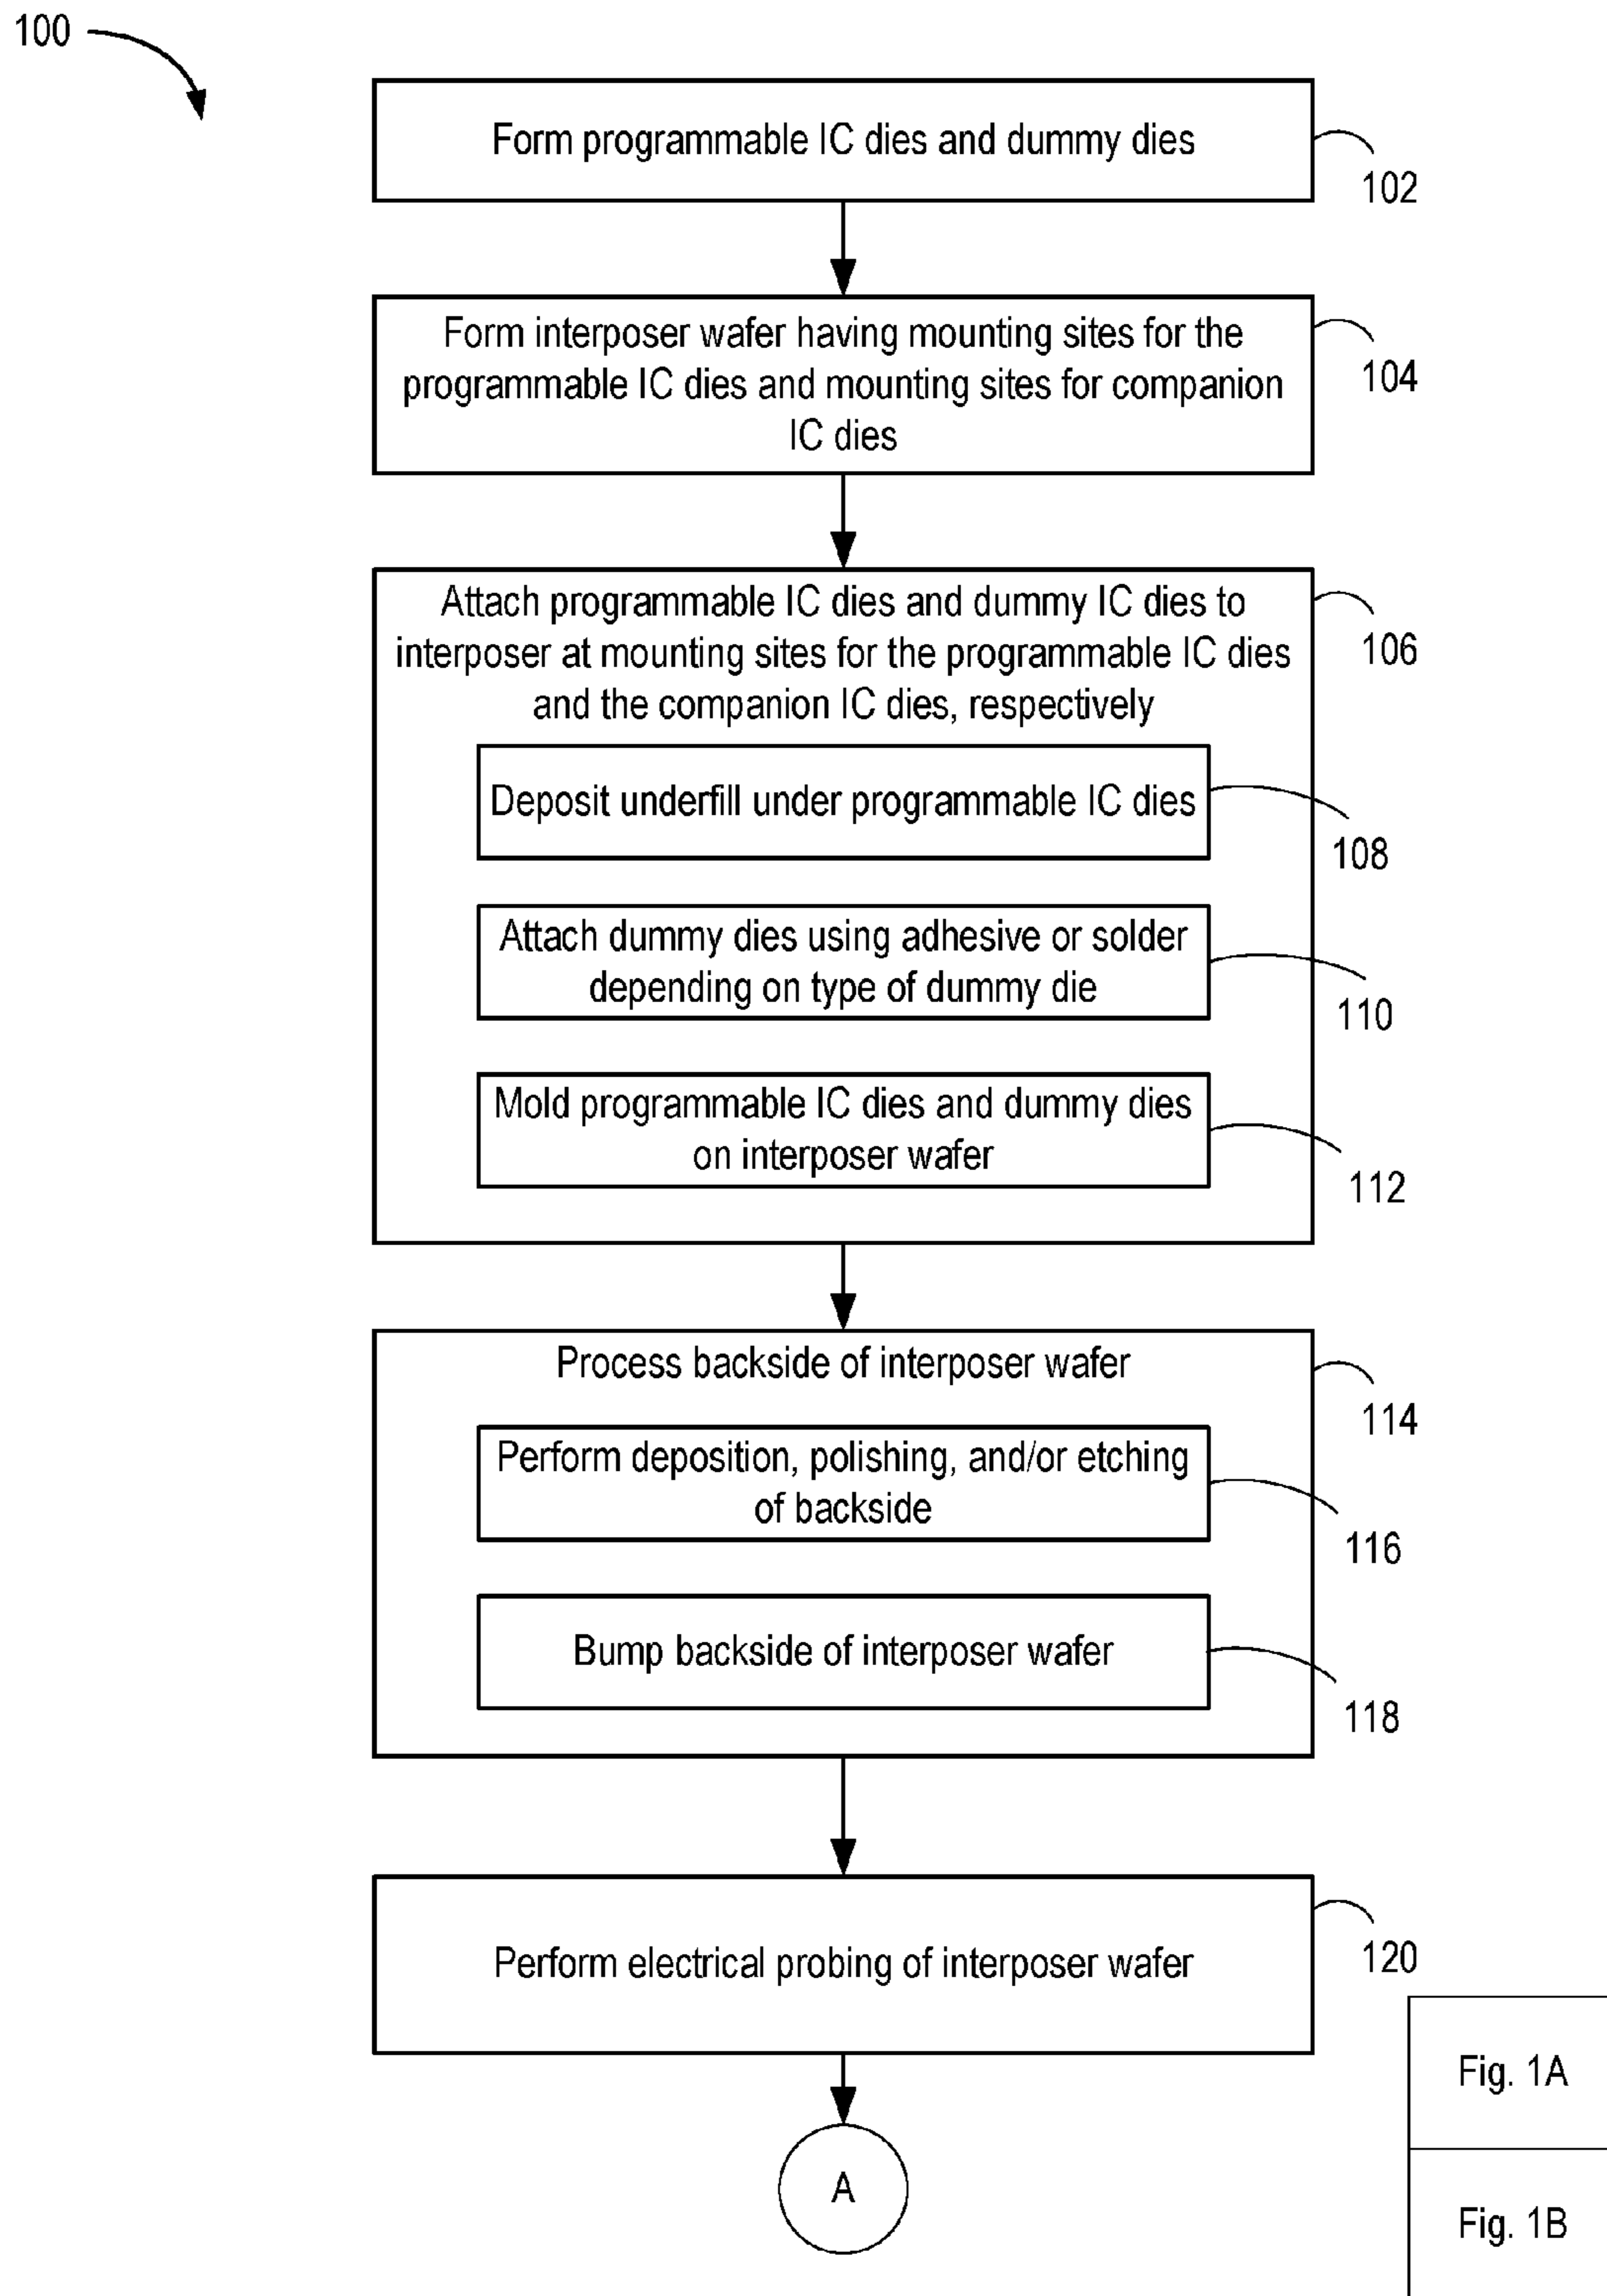 100
Form programmable IC dies and dummy dies
102
Form interposer wafer having mounting sites for the
programmable IC dies and mounting sites for companion
IC dies
104
Attach programmable IC dies and dummy IC dies to
interposer at mounting sites for the programmable IC dies
and the companion IC dies, respectively
106
Deposit underfill under programmable IC dies
108
Attach dummy dies using adhesive or solder
depending on type of dummy die
110
Mold programmable IC dies and dummy dies
on interposer wafer
112
Process backside of interposer wafer
114
Perform deposition, polishing, and/or etching
of backside
116
Bump backside of interposer wafer
118
Perform electrical probing of interposer wafer
120
A
Fig. 1A
Fig. 1B